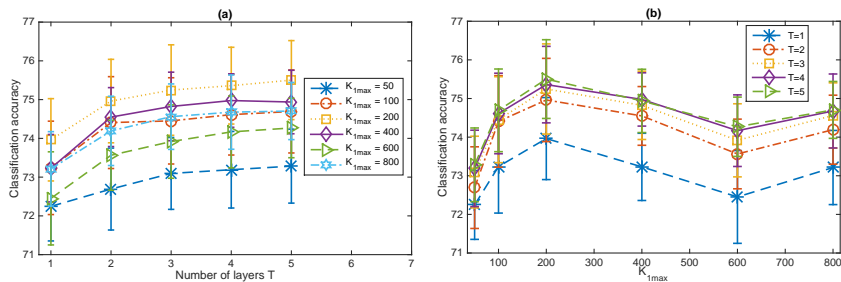 (a)
Classification accuracy
77
76
75
74
73
72
71
1 2 3 4 5 6 7
Number of layers T
K1max = 50
K1max = 100
K1max = 200
K1max = 400
K1max = 600
K1max = 800
(b)
Classification accuracy
77
76
75
74
73
72
71
100 200 300 400 500 600 700 800
K1max
T=1
T=2
T=3
T=4
T=5